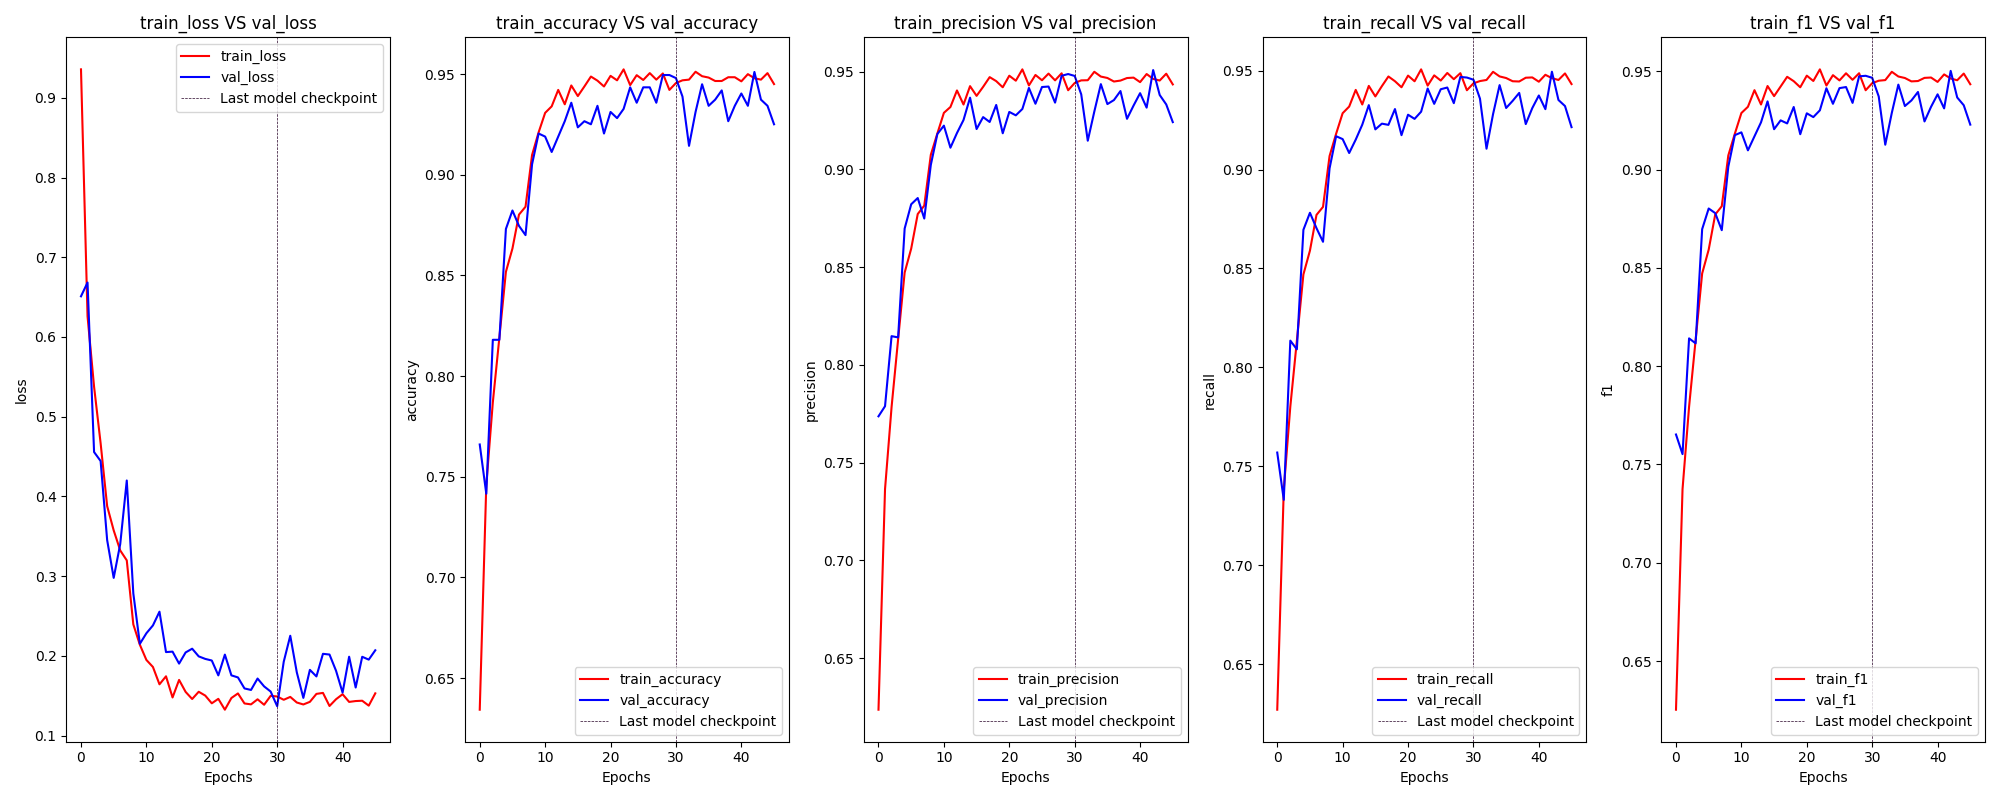 train_loss VS val_loss
0.9
0.8
0.7
0.6
0.5
0.4
0.3
0.2
0.1
loss
0
10
20
30
40
Epochs
train_loss
val_loss
Last model checkpoint
train_accuracy VS val_accuracy
0.95
0.90
0.85
0.80
0.75
0.70
0.65
accuracy
0
10
20
30
40
Epochs
train_accuracy
val_accuracy
Last model checkpoint
train_precision VS val_precision
0.95
0.90
0.85
0.80
0.75
0.70
0.65
precision
0
10
20
30
40
Epochs
train_precision
val_precision
Last model checkpoint
train_recall VS val_recall
0.95
0.90
0.85
0.80
0.75
0.70
0.65
recall
0
10
20
30
40
Epochs
train_recall
val_recall
Last model checkpoint
train_f1 VS val_f1
0.95
0.90
0.85
0.80
0.75
0.70
0.65
f1
0
10
20
30
40
Epochs
train_f1
val_f1
Last model checkpoint